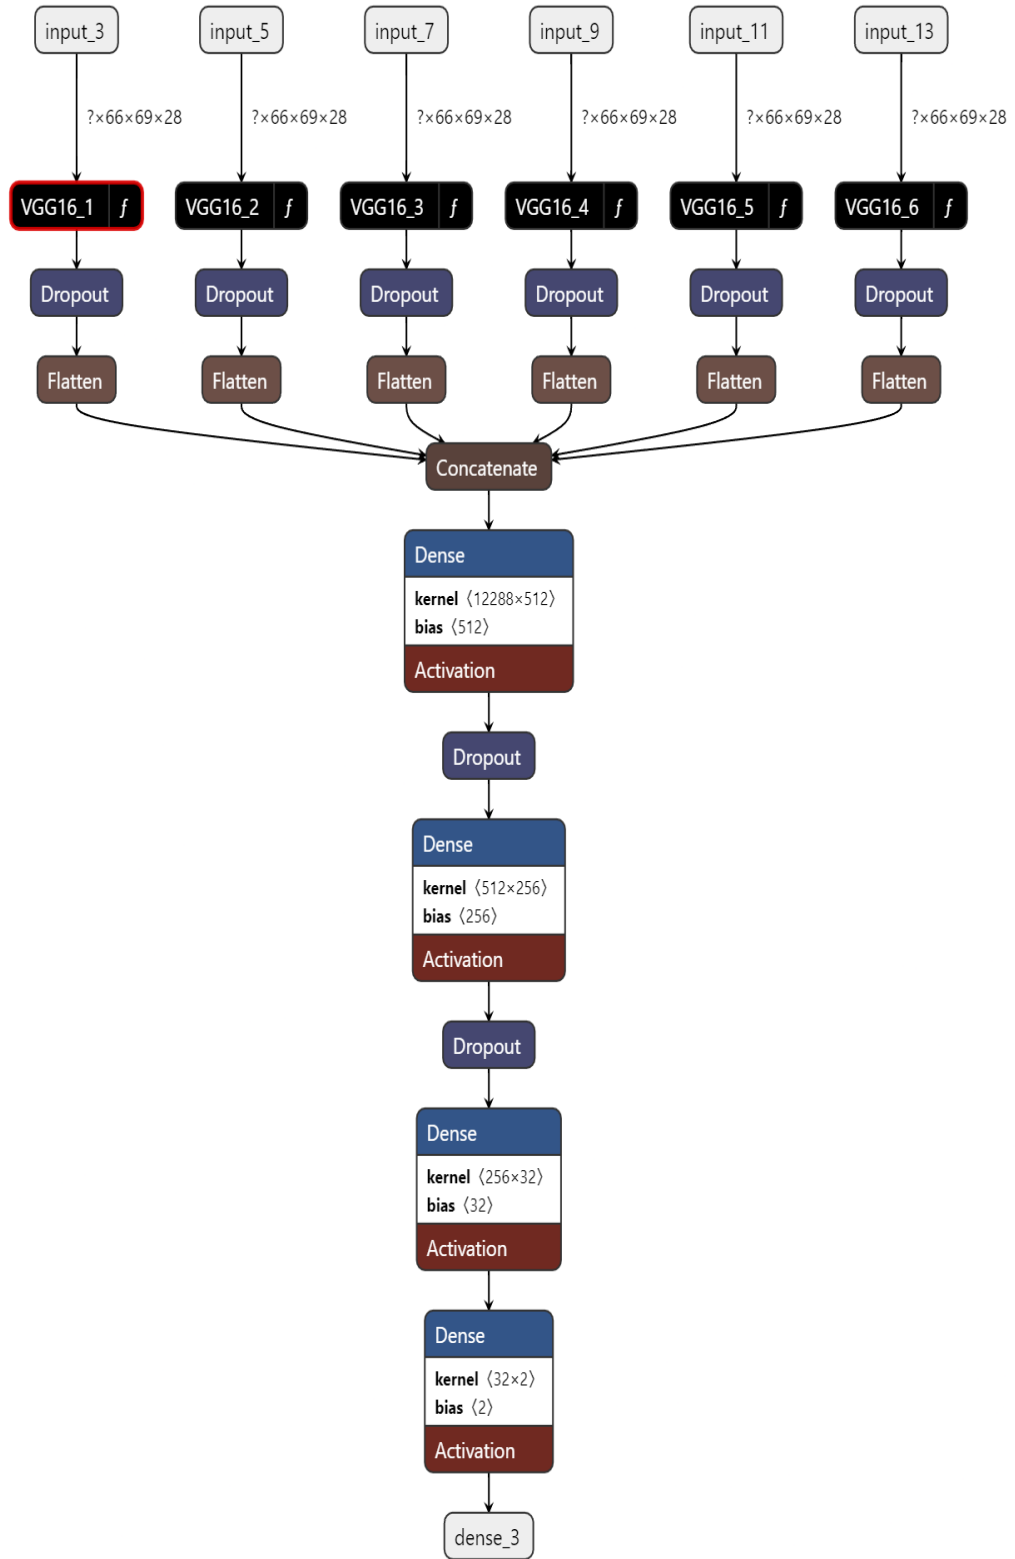 input_3 input_5 input_7 input_9 input_11 input_13
?×66×69×28 ?×66×69×28 ?×66×69×28 ?×66×69×28 ?×66×69×28 ?×66×69×28
VGG16_1 ƒ VGG16_2 ƒ VGG16_3 ƒ VGG16_4 ƒ VGG16_5 ƒ VGG16_6 ƒ
Dropout Dropout Dropout Dropout Dropout Dropout
Flatten Flatten Flatten Flatten Flatten Flatten
Concatenate
Dense
kernel ⟨12288×512⟩
bias ⟨512⟩
Activation
Dropout
Dense
kernel ⟨512×256⟩
bias ⟨256⟩
Activation
Dropout
Dense
kernel ⟨256×32⟩
bias ⟨32⟩
Activation
Dense
kernel ⟨32×2⟩
bias ⟨2⟩
Activation
dense_3